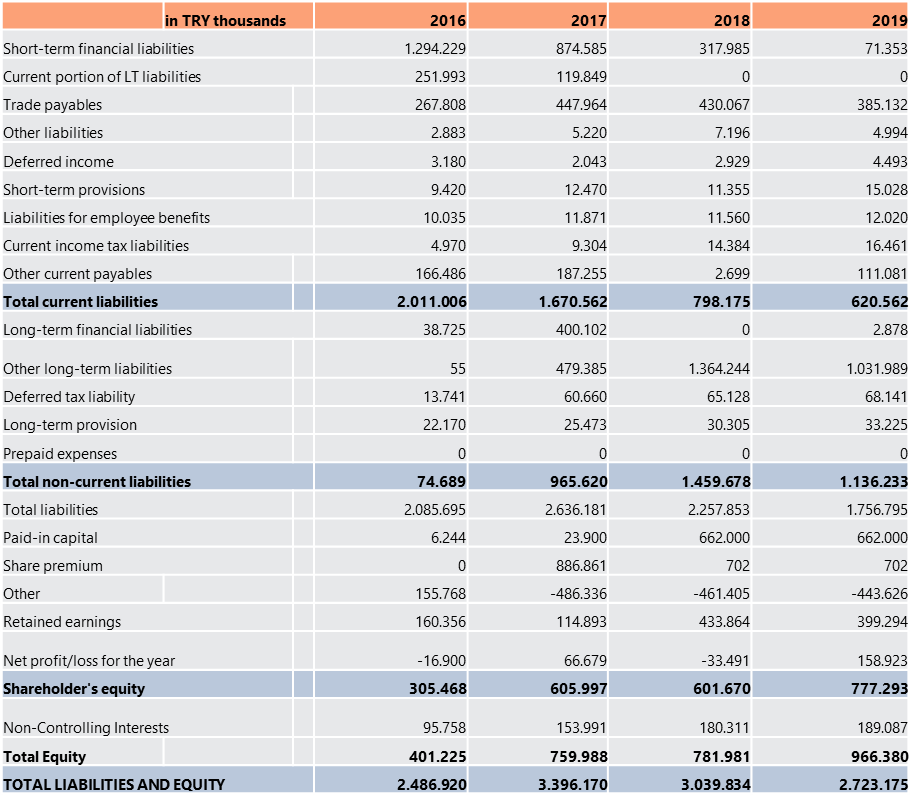 in TRY thousands 2016 2017 2018 2019
Short-term financial liabilities 1.294.229 874.585 317.985 71.353
Current portion of LT liabilities 251.993 119.849 0 0
Trade payables 267.808 447.964 430.067 385.132
Other liabilities 2.883 5.220 7.196 4.994
Deferred income 3.180 2.043 2.929 4.493
Short-term provisions 9.420 12.470 11.355 15.028
Liabilities for employee benefits 10.035 11.871 11.560 12.020
Current income tax liabilities 4.970 9.304 14.384 16.461
Other current payables 166.486 187.255 2.699 111.081
Total current liabilities 2.011.006 1.670.562 798.175 620.562
Long-term financial liabilities 38.725 400.102 0 2.878
Other long-term liabilities 55 479.385 1.364.244 1.031.989
Deferred tax liability 13.741 60.660 65.128 68.141
Long-term provision 22.170 25.473 30.305 33.225
Prepaid expenses 0 0 0 0
Total non-current liabilities 74.689 965.620 1.459.678 1.136.233
Total liabilities 2.085.695 2.636.181 2.257.853 1.756.795
Paid-in capital 6.244 23.900 662.000 662.000
Share premium 0 886.861 702 702
Other 155.768 -486.336 -461.405 -443.626
Retained earnings 160.356 114.893 433.864 399.294
Net profit/loss for the year -16.900 66.679 -33.491 158.923
Shareholder's equity 305.468 605.997 601.670 777.293
Non-Controlling Interests 95.758 153.991 180.311 189.087
Total Equity 401.225 759.988 781.981 966.380
TOTAL LIABILITIES AND EQUITY 2.486.920 3.396.170 3.039.834 2.723.175